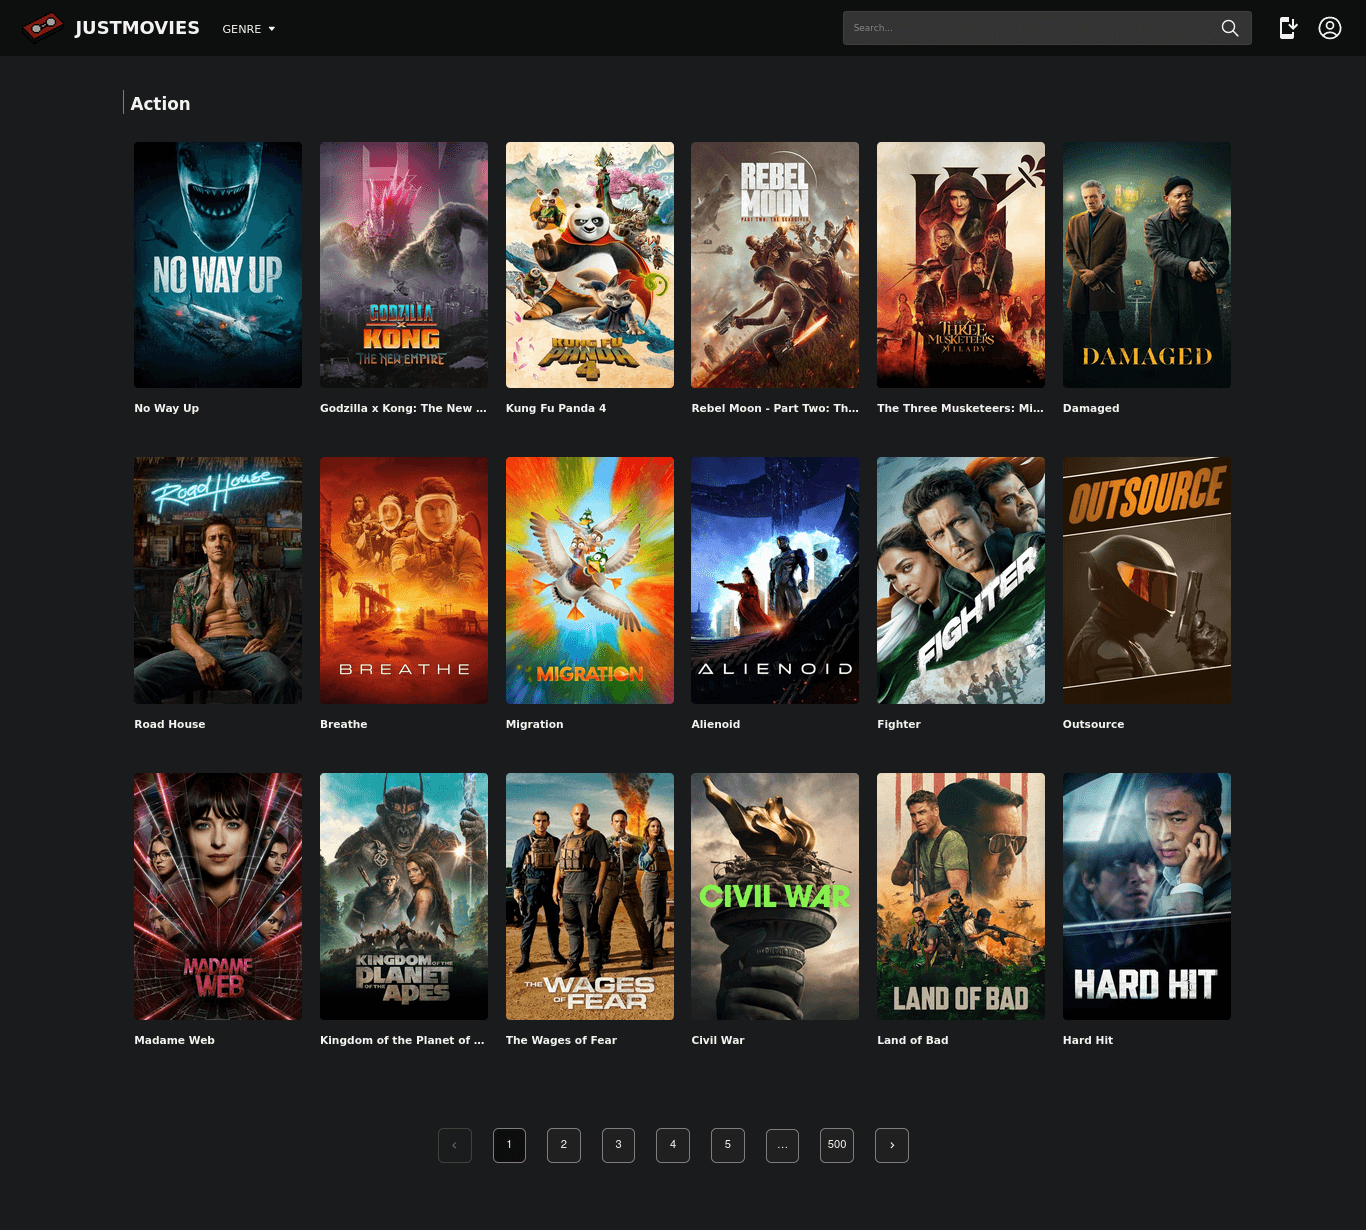 JUSTMOVIES GENRE Search...
Action
NO WAY UP
GODZILLA
x
KONG
THE NEW EMPIRE
KUNG FU
PANDA
4
REBEL
MOON
PART TWO: THE SCARGIVER
THREE
MUSKETEERS
MILADY
DAMAGED
No Way Up
Godzilla x Kong: The New ...
Kung Fu Panda 4
Rebel Moon - Part Two: Th...
The Three Musketeers: Mi...
Damaged
Road House
BREATHE
MIGRATION
ALIENOID
FIGHTER
OUTSOURCE
Road House
Breathe
Migration
Alienoid
Fighter
Outsource
MADAME
WEB
KINGDOM OF THE
PLANET
OF THE APES
THE WAGES
OF FEAR
CIVIL WAR
LAND OF BAD
HARD HIT
Madame Web
Kingdom of the Planet of ...
The Wages of Fear
Civil War
Land of Bad
Hard Hit
‹ 1 2 3 4 5 ... 500 ›